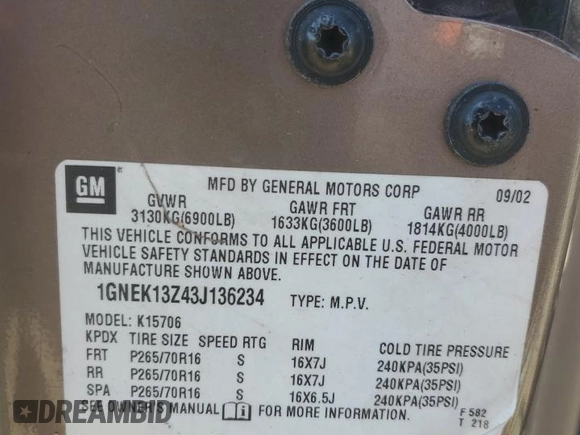 GM
MFD BY GENERAL MOTORS CORP 09/02
GVWR GAWR FRT GAWR RR
3130KG(6900LB) 1633KG(3600LB) 1814KG(4000LB)
THIS VEHICLE CONFORMS TO ALL APPLICABLE U.S. FEDERAL MOTOR
VEHICLE SAFETY STANDARDS IN EFFECT ON THE DATE OF
MANUFACTURE SHOWN ABOVE.
1GNEK13Z43J136234 TYPE: M.P.V.
MODEL: K15706
KPDX TIRE SIZE SPEED RTG RIM COLD TIRE PRESSURE
FRT P265/70R16 S 16X7J 240KPA(35PSI)
RR P265/70R16 S 16X7J 240KPA(35PSI)
SPA P265/70R16 S 16X6.5J 240KPA(35PSI)
SEE OWNER'S MANUAL FOR MORE INFORMATION. F 582
T 218
DREAMBID